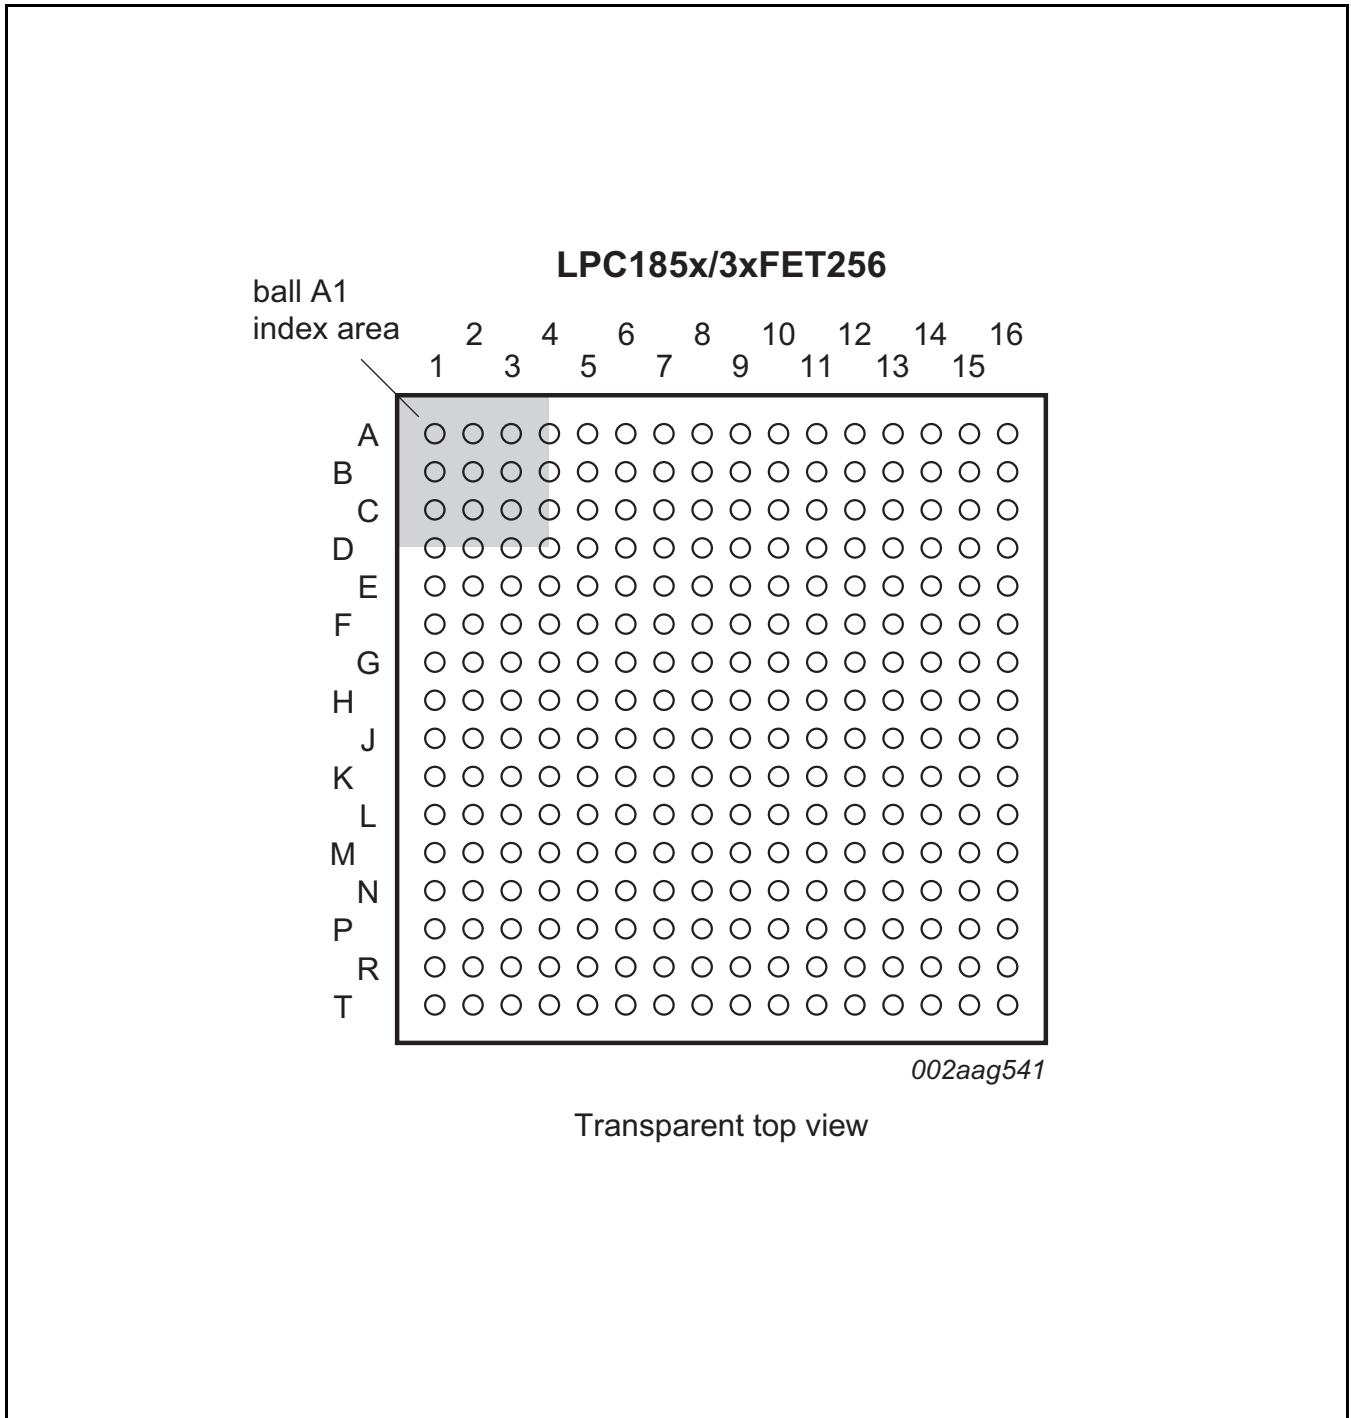 LPC185x/3xFET256
ball A1
index area
2 4 6 8 10 12 14 16
1 3 5 7 9 11 13 15
A
B
C
D
E
F
G
H
J
K
L
M
N
P
R
T
002aag541
Transparent top view